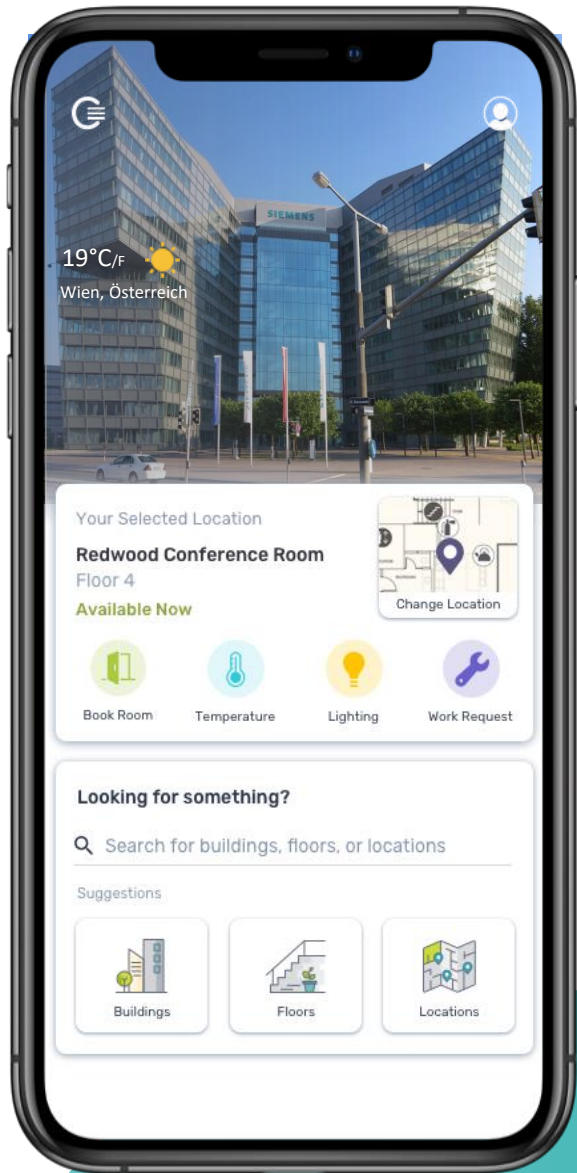 SIEMENS
19°C/F
Wien, Österreich
Your Selected Location
Redwood Conference Room
Floor 4
Available Now
Change Location
Book Room
Temperature
Lighting
Work Request
Looking for something?
Search for buildings, floors, or locations
Suggestions
Buildings
Floors
Locations